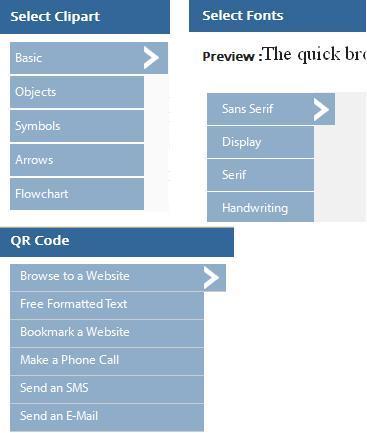 Select Clipart
Basic
Objects
Symbols
Arrows
Flowchart
Select Fonts
Preview :The quick bro
Sans Serif
Display
Serif
Handwriting
QR Code
Browse to a Website
Free Formatted Text
Bookmark a Website
Make a Phone Call
Send an SMS
Send an E-Mail